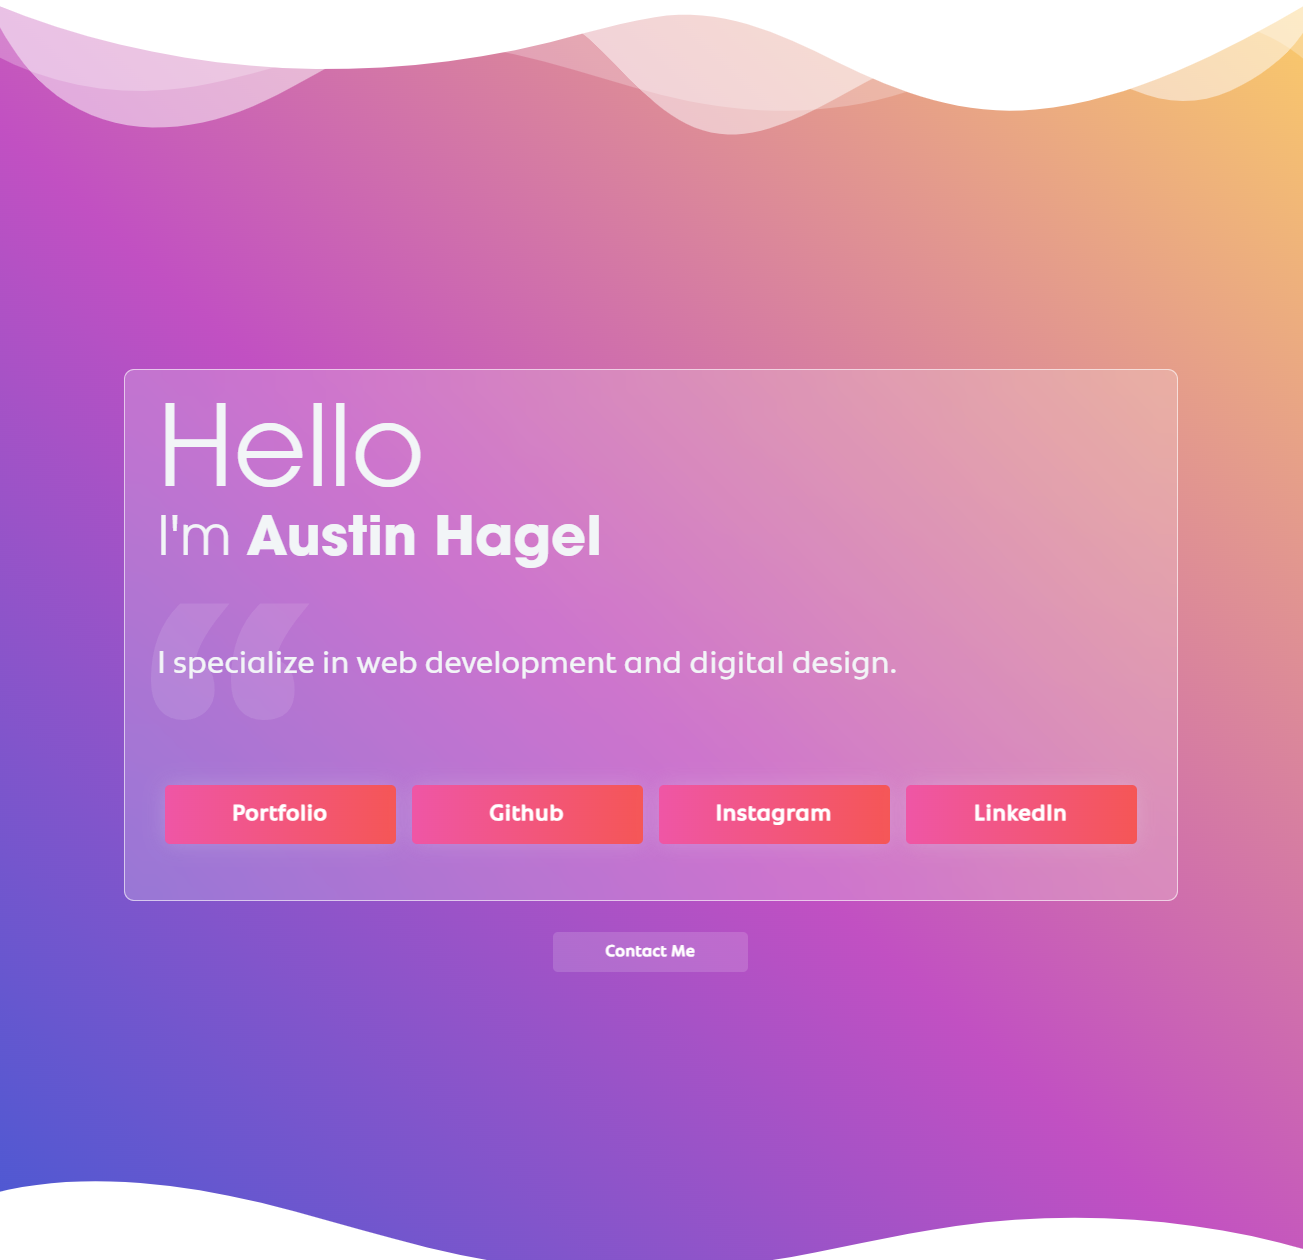 Hello
I'm Austin Hagel
“
I specialize in web development and digital design.
Portfolio
Github
Instagram
LinkedIn
Contact Me